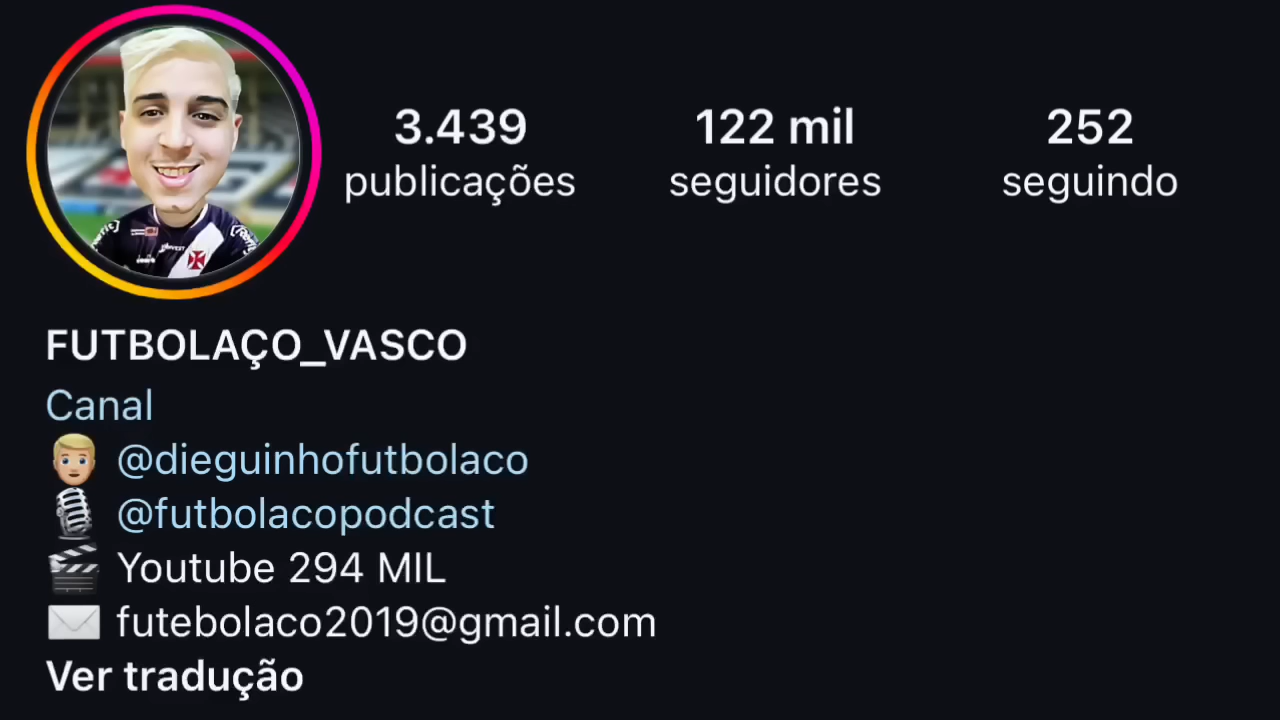 3.439
publicações
122 mil
seguidores
252
seguindo
FUTBOLAÇO_VASCO
Canal
@dieguinhofutbolaco
@futbolacopodcast
Youtube 294 MIL
futebolaco2019@gmail.com
Ver tradução